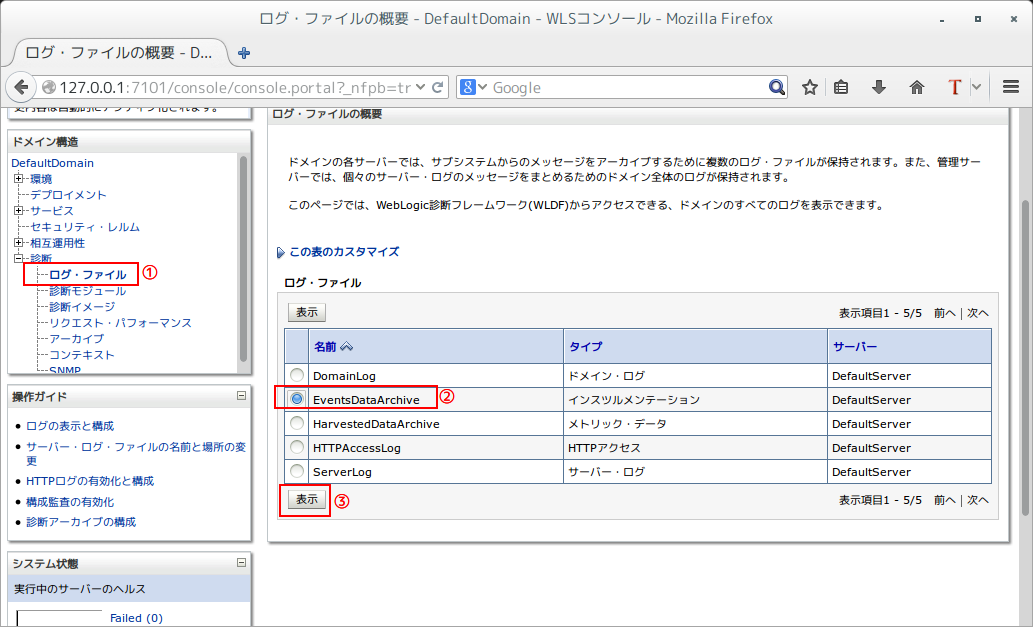 ログ・ファイルの概要 - DefaultDomain - WLSコンソール - Mozilla Firefox
ログ・ファイルの概要 - D...
127.0.0.1:7101/console/console.portal?_nfpb=tr
8
Google
T
ドメイン構造
DefaultDomain
環境
デプロイメント
サービス
セキュリティ・レルム
相互運用性
診断
ログ・ファイル
①
診断モジュール
診断イメージ
リクエスト・パフォーマンス
アーカイブ
コンテキスト
SNMP
操作ガイド
ログの表示と構成
サーバー・ログ・ファイルの名前と場所の変
更
HTTPログの有効化と構成
構成監査の有効化
診断アーカイブの構成
システム状態
実行中のサーバーのヘルス
Failed (0)
ログ・ファイルの概要
ドメインの各サーバーでは、サブシステムからのメッセージをアーカイブするために複数のログ・ファイルが保持されます。また、管理サー
バーでは、個々のサーバー・ログのメッセージをまとめるためのドメイン全体のログが保持されます。
このページでは、WebLogic診断フレームワーク(WLDF)からアクセスできる、ドメインのすべてのログを表示できます。
この表のカスタマイズ
ログ・ファイル
表示 表示項目1 - 5/5 前へ | 次へ
名前 タイプ サーバー
DomainLog ドメイン・ログ DefaultServer
EventsDataArchive ② インスツルメンテーション DefaultServer
HarvestedDataArchive メトリック・データ DefaultServer
HTTPAccessLog HTTPアクセス DefaultServer
ServerLog サーバー・ログ DefaultServer
表示 ③ 表示項目1 - 5/5 前へ | 次へ